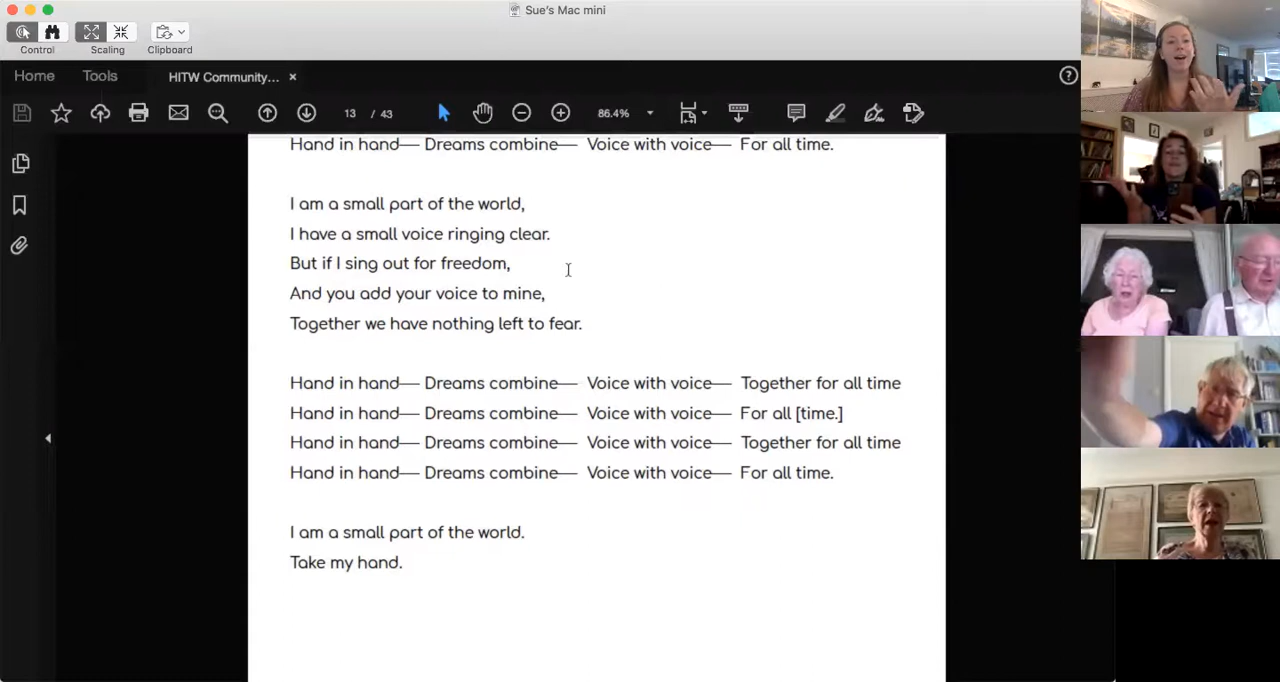 Sue's Mac mini
Control
Scaling
Clipboard
Home
Tools
HITW Community...
13 / 43
86.4%
Hand in hand— Dreams combine— Voice with voice— For all time.
I am a small part of the world,
I have a small voice ringing clear.
But if I sing out for freedom,
And you add your voice to mine,
Together we have nothing left to fear.
Hand in hand— Dreams combine— Voice with voice— Together for all time
Hand in hand— Dreams combine— Voice with voice— For all [time.]
Hand in hand— Dreams combine— Voice with voice— Together for all time
Hand in hand— Dreams combine— Voice with voice— For all time.
I am a small part of the world.
Take my hand.